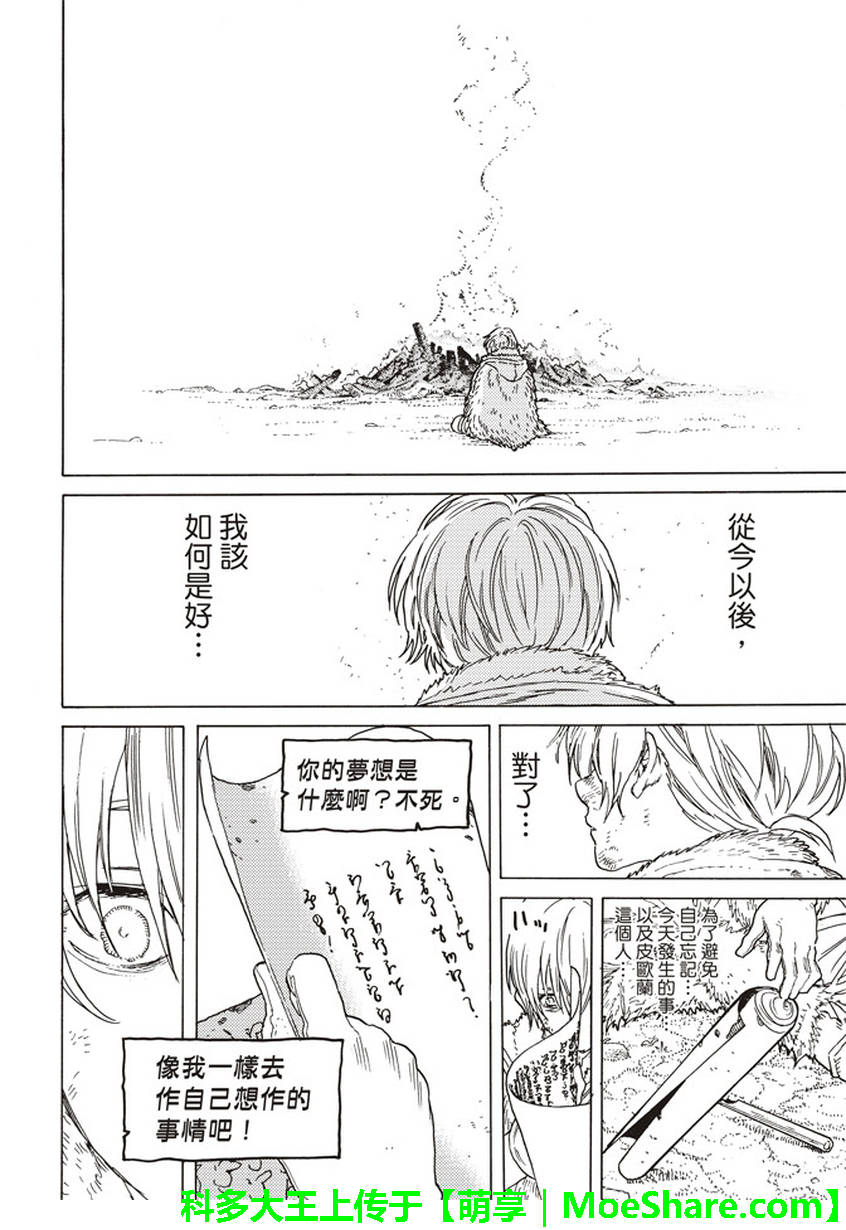 從今以後，
我該
如何是好…
對了…
為了避免
自己忘記…
今天發生的事
以及皮歐蘭
這個人…
你的夢想是
什麼啊？不死。
像我一樣去
作自己想作的
事情吧！
科多大王上传于【萌享｜MoeShare.com】